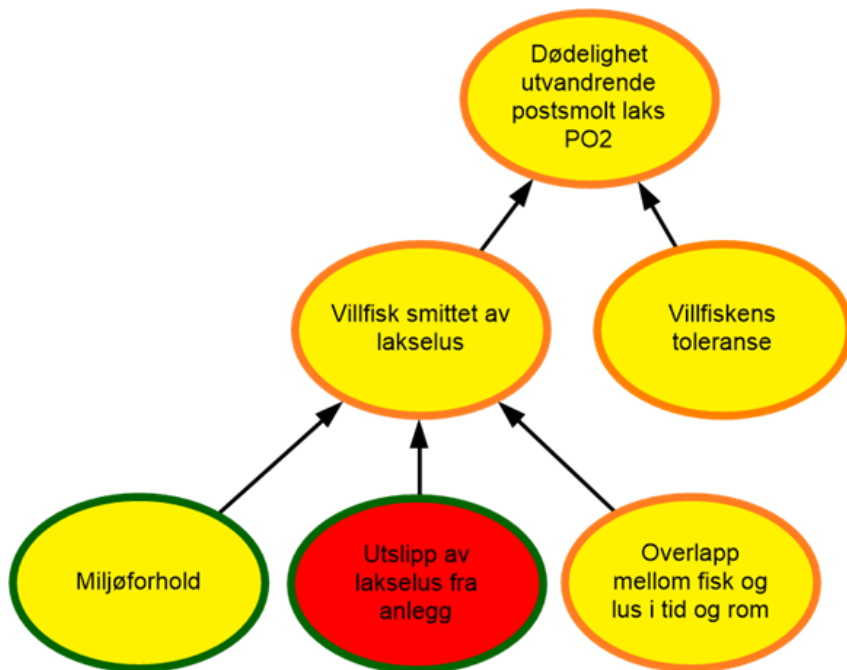 Dødelighet
utvandrende
postsmolt laks
PO2
Villfisk smittet av
lakselus
Villfiskens
toleranse
Miljøforhold
Utslipp av
lakselus fra
anlegg
Overlapp
mellom fisk og
lus i tid og rom